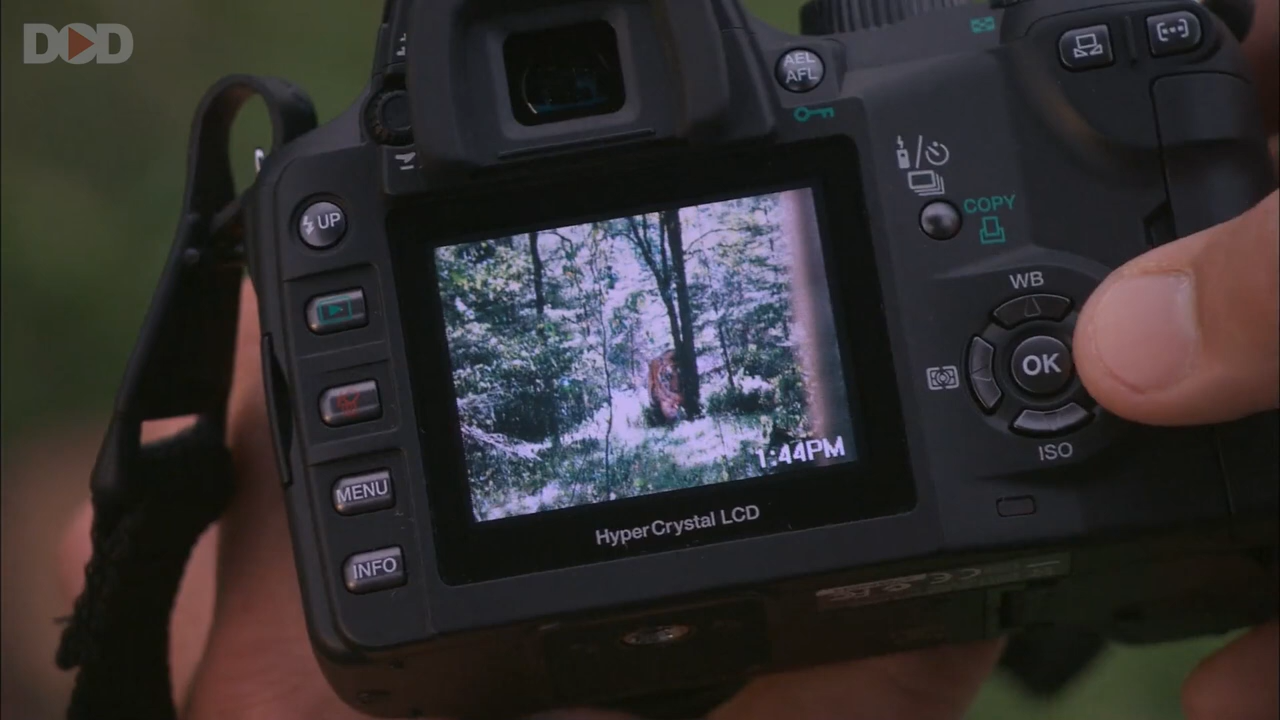 DOD
AEL
AFL
UP
COPY
WB
OK
MENU
1:44PM
ISO
HyperCrystal LCD
INFO